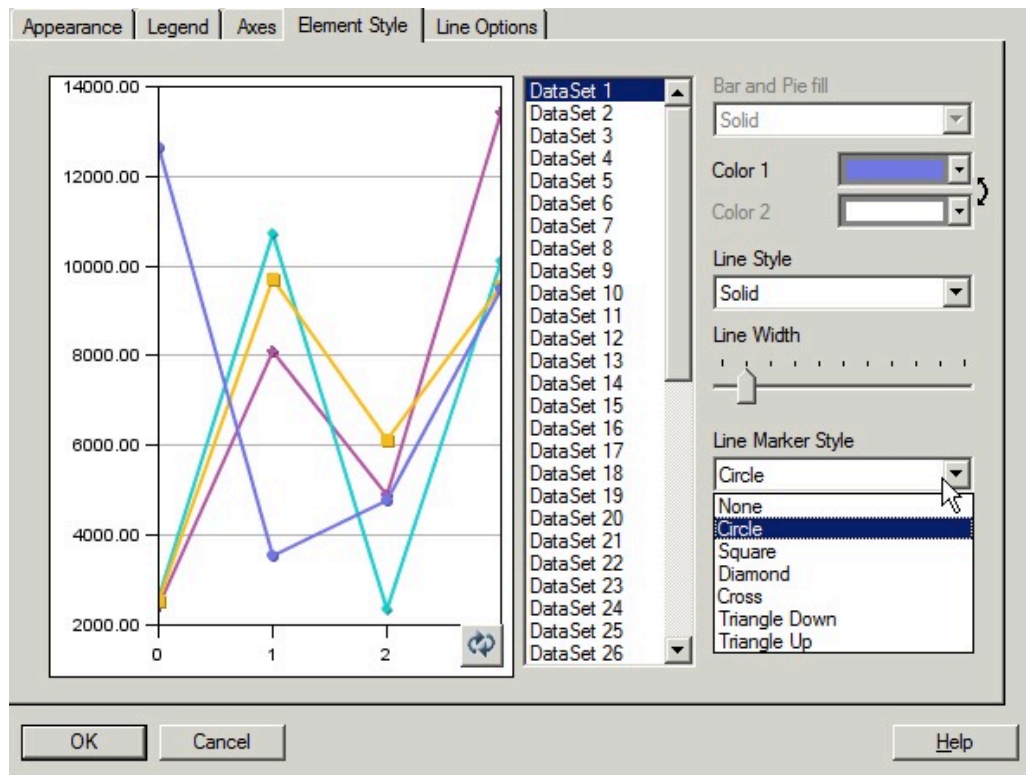 Appearance
Legend
Axes
Element Style
Line Options
14000.00
12000.00
10000.00
8000.00
6000.00
4000.00
2000.00
0
1
2
DataSet 1
DataSet 2
DataSet 3
DataSet 4
DataSet 5
DataSet 6
DataSet 7
DataSet 8
DataSet 9
DataSet 10
DataSet 11
DataSet 12
DataSet 13
DataSet 14
DataSet 15
DataSet 16
DataSet 17
DataSet 18
DataSet 19
DataSet 20
DataSet 21
DataSet 22
DataSet 23
DataSet 24
DataSet 25
DataSet 26
Bar and Pie fill
Solid
Color 1
Color 2
Line Style
Solid
Line Width
Line Marker Style
Circle
None
Circle
Square
Diamond
Cross
Triangle Down
Triangle Up
OK
Cancel
Help